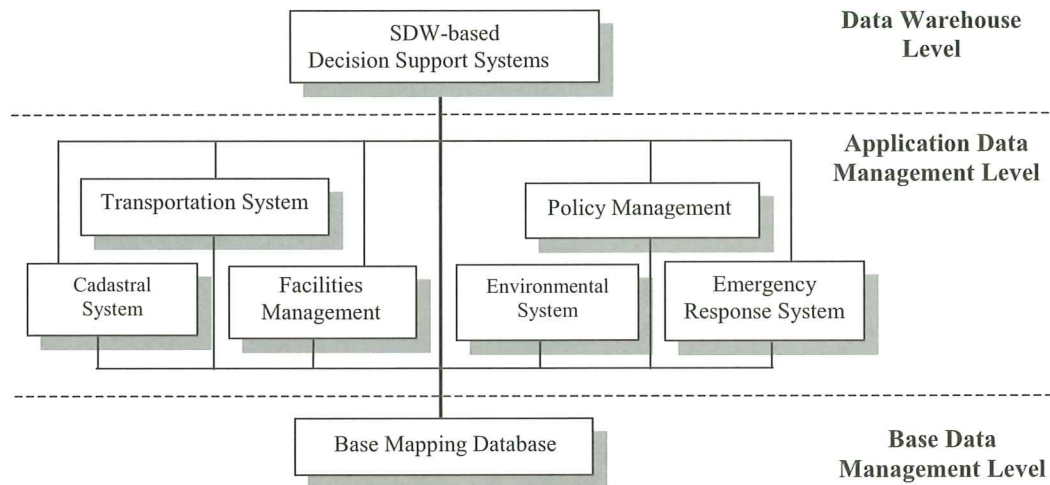 SDW-based
Decision Support Systems
Data Warehouse
Level
Application Data
Management Level
Transportation System
Policy Management
Cadastral
System
Facilities
Management
Environmental
System
Emergency
Response System
Base Mapping Database
Base Data
Management Level